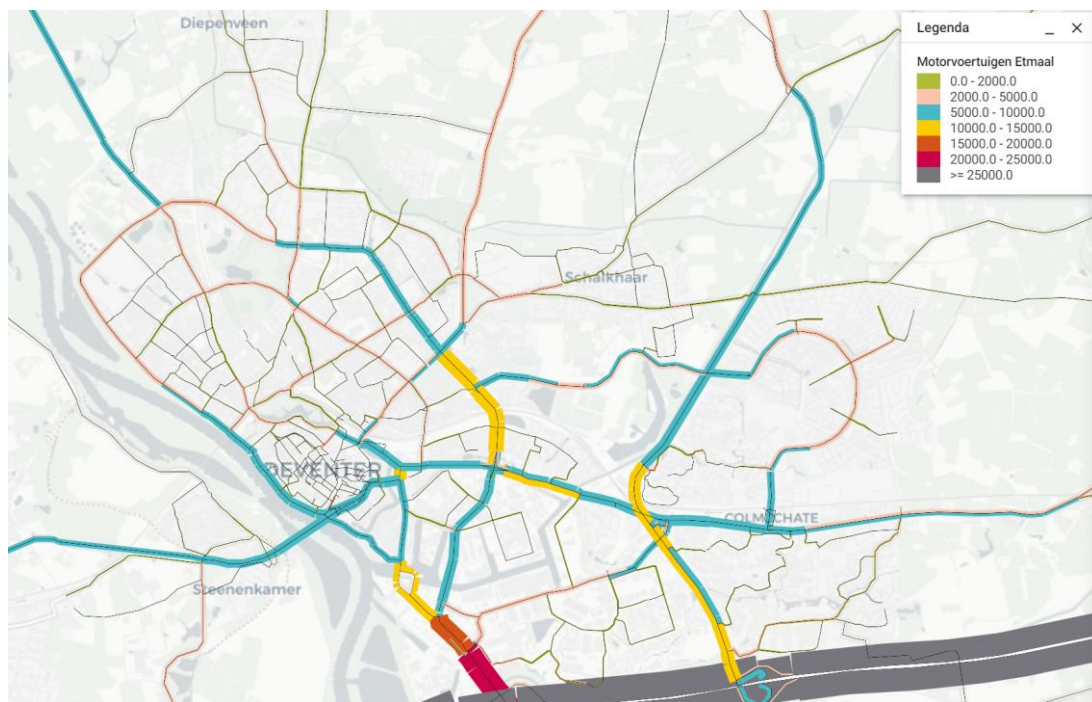 Diepenveen
Legenda
Motorvoertuigen Etmaal
0.0 - 2000.0
2000.0 - 5000.0
5000.0 - 10000.0
10000.0 - 15000.0
15000.0 - 20000.0
20000.0 - 25000.0
>= 25000.0
Schalkhaar
DEVENTER
COLMSCHATE
Steenenkamer